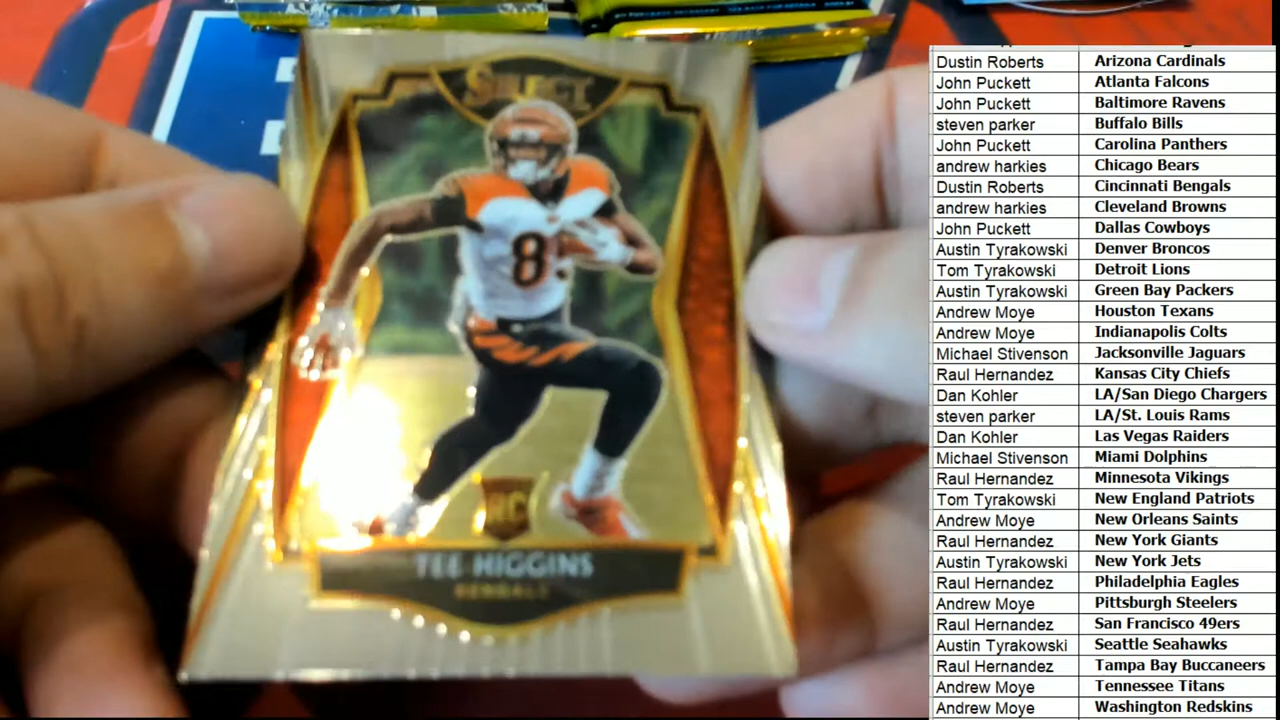 SELECT
8
RC
TEE HIGGINS
BENGALS
Dustin Roberts Arizona Cardinals
John Puckett Atlanta Falcons
John Puckett Baltimore Ravens
steven parker Buffalo Bills
John Puckett Carolina Panthers
andrew harkies Chicago Bears
Dustin Roberts Cincinnati Bengals
andrew harkies Cleveland Browns
John Puckett Dallas Cowboys
Austin Tyrakowski Denver Broncos
Tom Tyrakowski Detroit Lions
Austin Tyrakowski Green Bay Packers
Andrew Moye Houston Texans
Andrew Moye Indianapolis Colts
Michael Stivenson Jacksonville Jaguars
Raul Hernandez Kansas City Chiefs
Dan Kohler LA/San Diego Chargers
steven parker LA/St. Louis Rams
Dan Kohler Las Vegas Raiders
Michael Stivenson Miami Dolphins
Raul Hernandez Minnesota Vikings
Tom Tyrakowski New England Patriots
Andrew Moye New Orleans Saints
Raul Hernandez New York Giants
Austin Tyrakowski New York Jets
Raul Hernandez Philadelphia Eagles
Andrew Moye Pittsburgh Steelers
Raul Hernandez San Francisco 49ers
Austin Tyrakowski Seattle Seahawks
Raul Hernandez Tampa Bay Buccaneers
Andrew Moye Tennessee Titans
Andrew Moye Washington Redskins